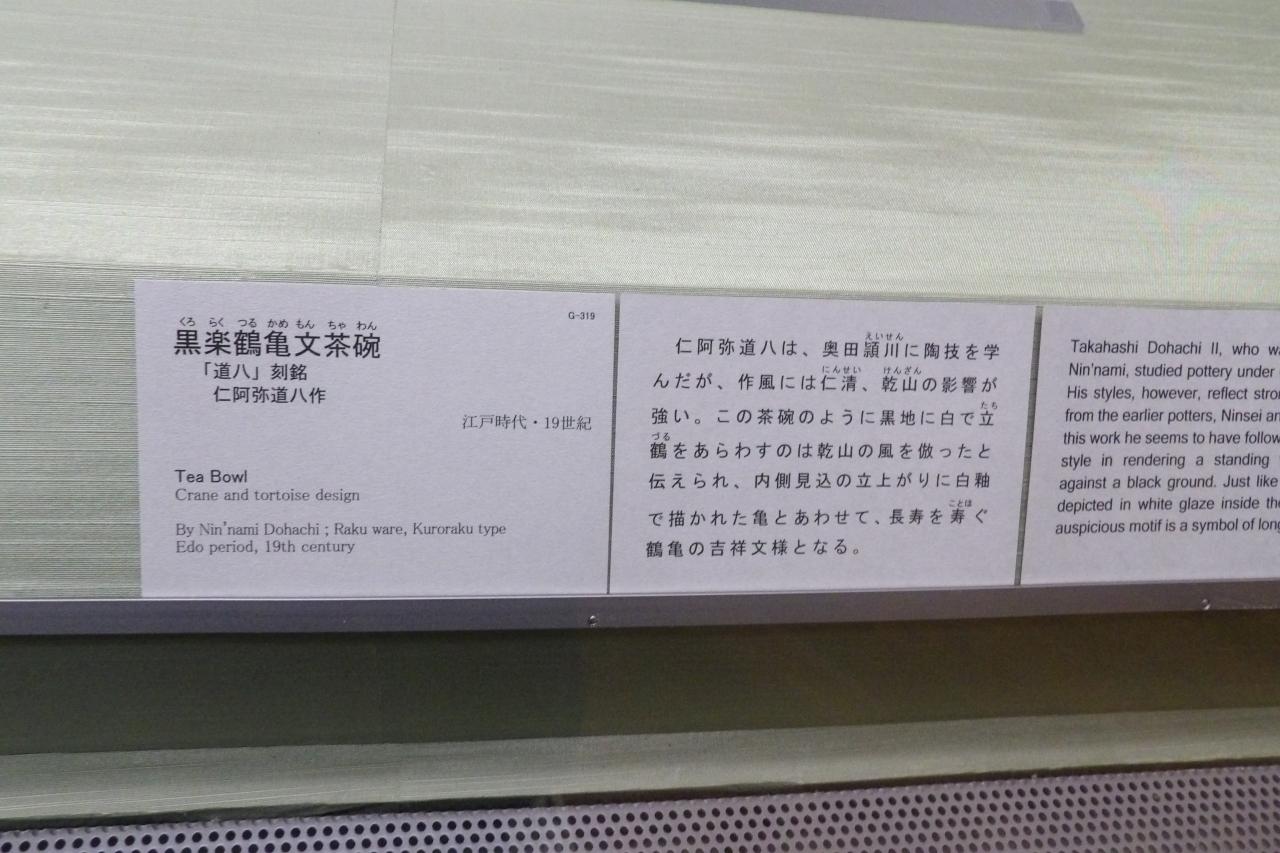 G-319
くろ らく つる かめ もん ちゃ わん
黒楽鶴亀文茶碗
「道八」刻銘
仁阿弥道八作
江戸時代・19世紀
Tea Bowl
Crane and tortoise design
By Nin'nami Dohachi ; Raku ware, Kuroraku type
Edo period, 19th century
えいせん
仁阿弥道八は、奥田頴川に陶技を学
にんせい けんざん
んだが、作風には仁清、乾山の影響が
たち
強い。この茶碗のように黒地に白で立
づる
鶴をあらわすのは乾山の風を倣ったと
伝えられ、内側見込の立上がりに白釉
ことほ
で描かれた亀とあわせて、長寿を寿ぐ
鶴亀の吉祥文様となる。
Takahashi Dohachi II, who
Nin'nami, studied pottery under
His styles, however, reflect
from the earlier potters, Ninsei
this work he seems to have
style in rendering a standing
against a black ground. Just like
depicted in white glaze inside
auspicious motif is a symbol of